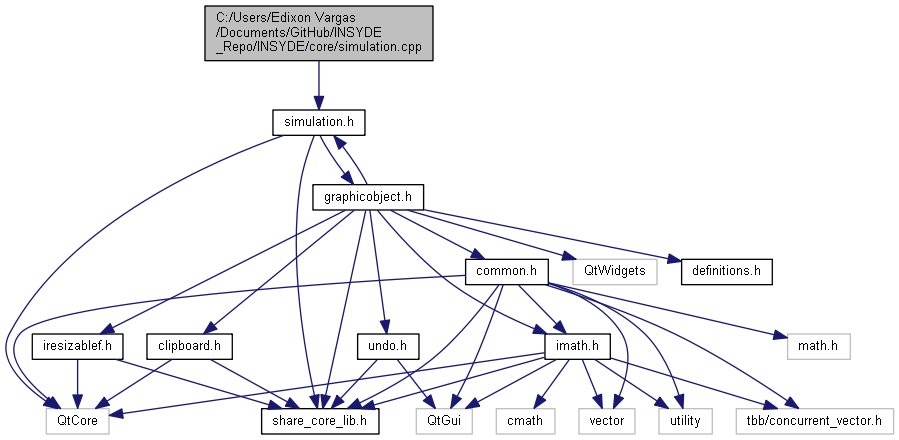 C:/Users/Edixon Vargas
/Documents/GitHub/INSYDE
_Repo/INSYDE/core/simulation.cpp
simulation.h
graphicobject.h
common.h
QtWidgets
definitions.h
iresizablef.h
clipboard.h
undo.h
imath.h
math.h
QtCore
share_core_lib.h
QtGui
cmath
vector
utility
tbb/concurrent_vector.h